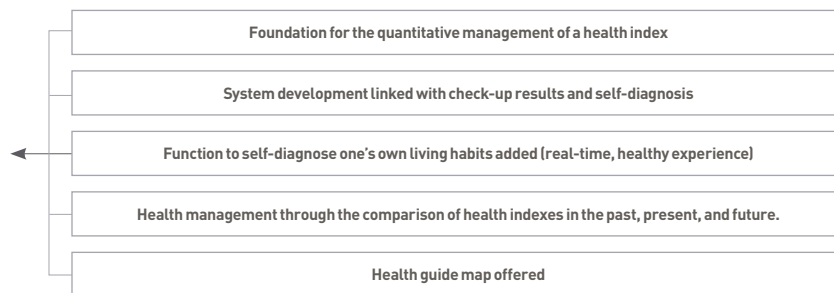 Foundation for the quantitative management of a health index
System development linked with check-up results and self-diagnosis
Function to self-diagnose one's own living habits added (real-time, healthy experience)
Health management through the comparison of health indexes in the past, present, and future.
Health guide map offered